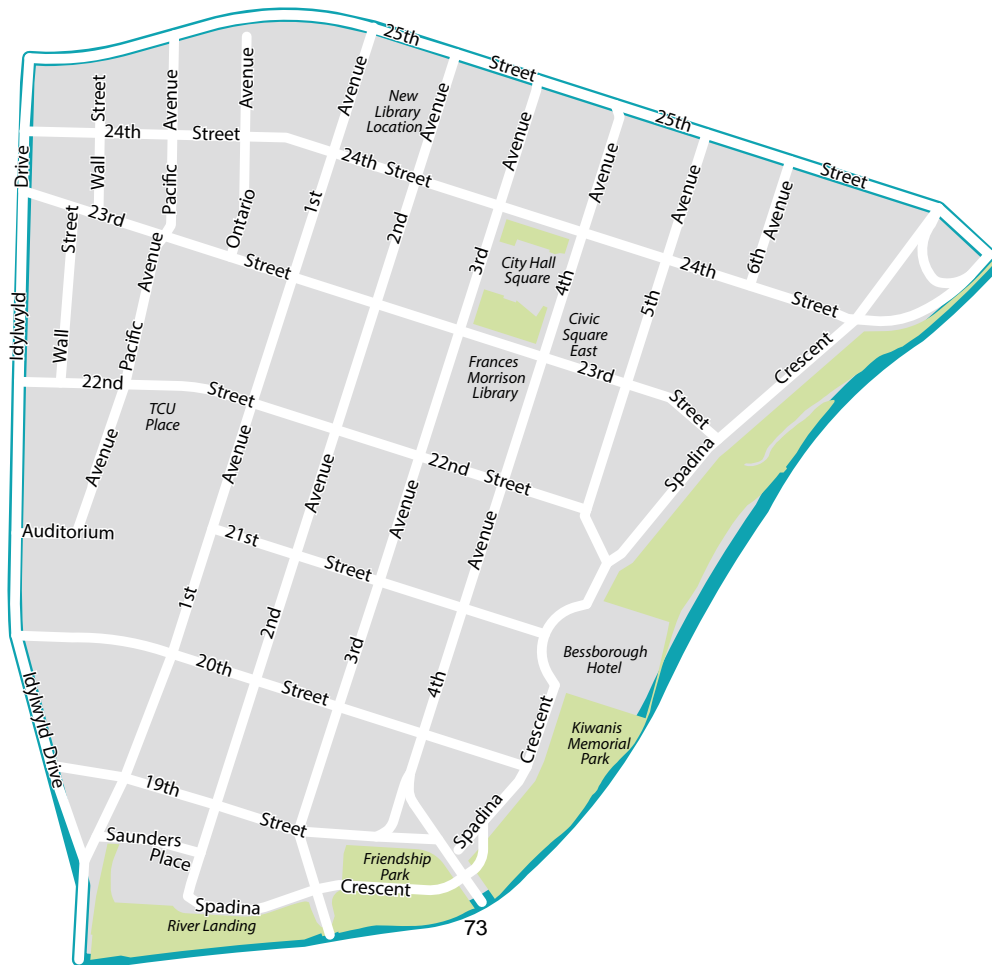 25th
Street
25th
Street
Street
Avenue
Avenue
Avenue
New
Library
Location
Avenue
Avenue
Avenue
Avenue
Avenue
24th
Street
24th
Street
Drive
Wall
Pacific
Ontario
1st
2nd
3rd
4th
5th
6th
23rd
Street
Street
City Hall
Square
24th
Street
Avenue
Idylwyld
Wall
Pacific
Civic
Square
East
Frances
Morrison
Library
23rd
Street
Crescent
22nd
Street
TCU
Place
Avenue
Avenue
Avenue
22nd
Street
Spadina
Avenue
Avenue
Auditorium
21st
Street
1st
2nd
3rd
4th
Bessborough
Hotel
20th
Street
Idylwyld Drive
Crescent
Kiwanis
Memorial
Park
19th
Street
Saunders
Place
Spadina
Friendship
Park
Crescent
Spadina
River Landing
73